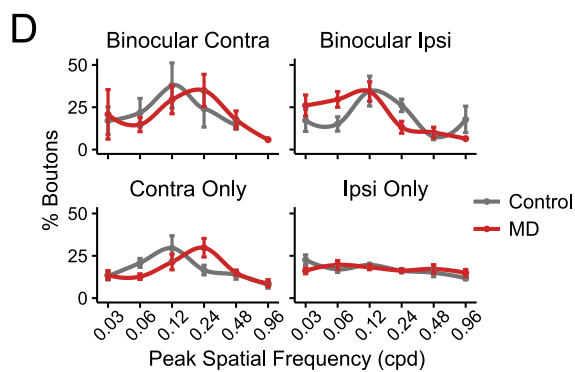 D
Binocular Contra
Binocular Ipsi
50
25
0
% Boutons
Contra Only
Ipsi Only
50
25
0
Control
MD
0.03 0.06 0.12 0.24 0.48 0.96
0.03 0.06 0.12 0.24 0.48 0.96
Peak Spatial Frequency (cpd)